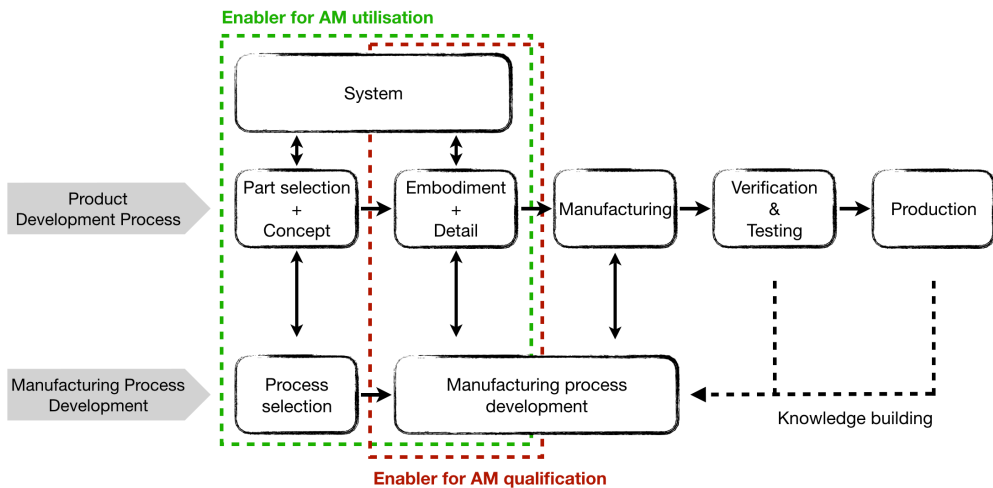 Enabler for AM utilisation
System
Product
Development Process
Part selection
+
Concept
Embodiment
+
Detail
Manufacturing
Verification
&
Testing
Production
Manufacturing Process
Development
Process
selection
Manufacturing process
development
Knowledge building
Enabler for AM qualification